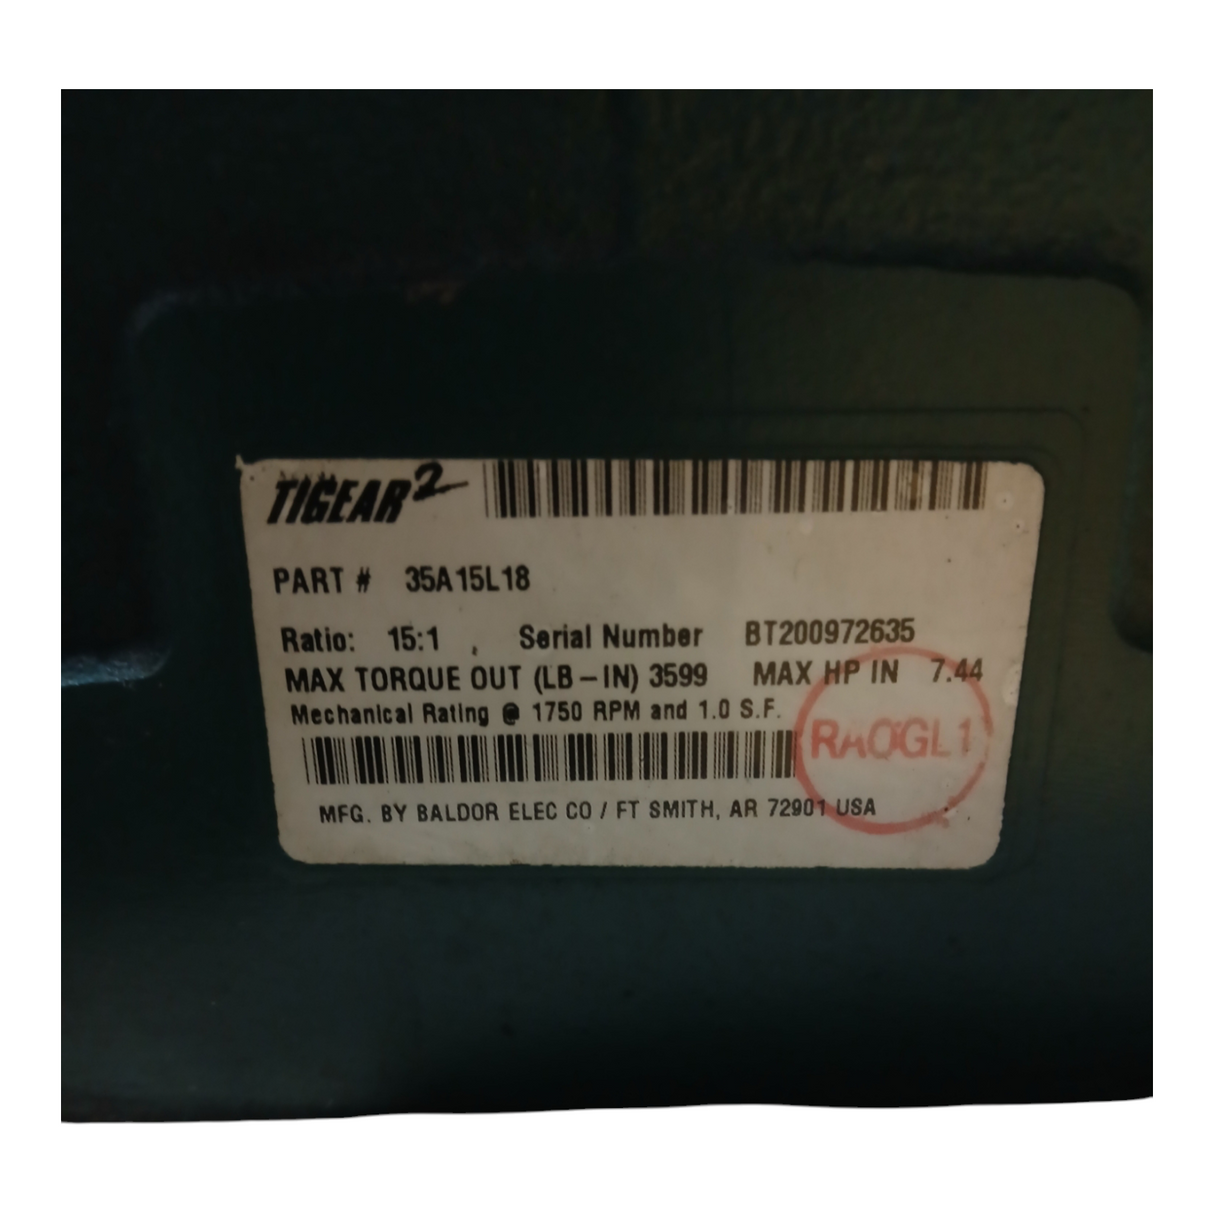 TIGEAR2
PART # 35A15L18
Ratio: 15:1 Serial Number BT200972635
MAX TORQUE OUT (LB-IN) 3599 MAX HP IN 7.44
Mechanical Rating @ 1750 RPM and 1.0 S.F.
RAOGL1
MFG. BY BALDOR ELEC CO / FT SMITH, AR 72901 USA